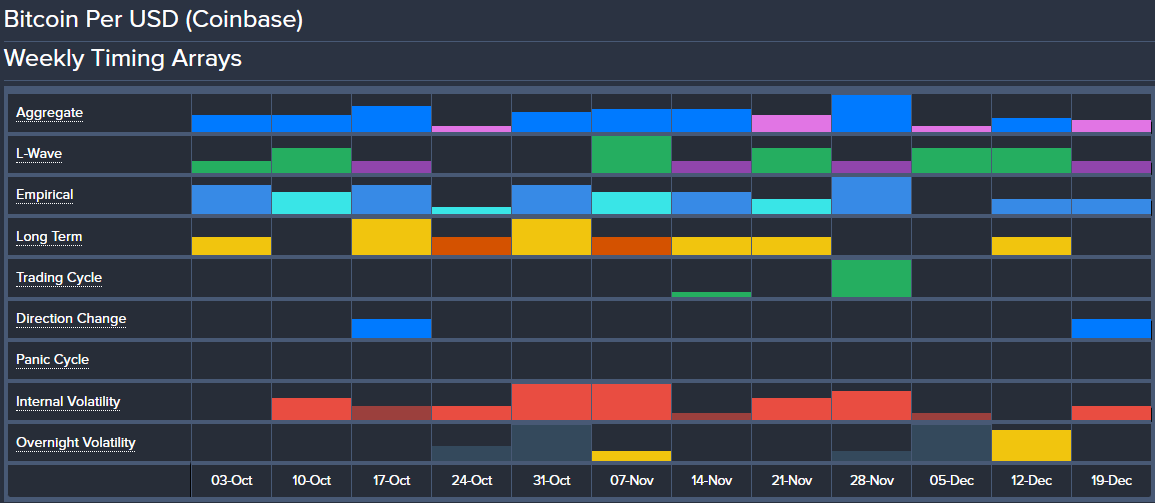 Bitcoin Per USD (Coinbase)
Weekly Timing Arrays
Aggregate
L-Wave
Empirical
Long Term
Trading Cycle
Direction Change
Panic Cycle
Internal Volatility
Overnight Volatility
03-Oct 10-Oct 17-Oct 24-Oct 31-Oct 07-Nov 14-Nov 21-Nov 28-Nov 05-Dec 12-Dec 19-Dec